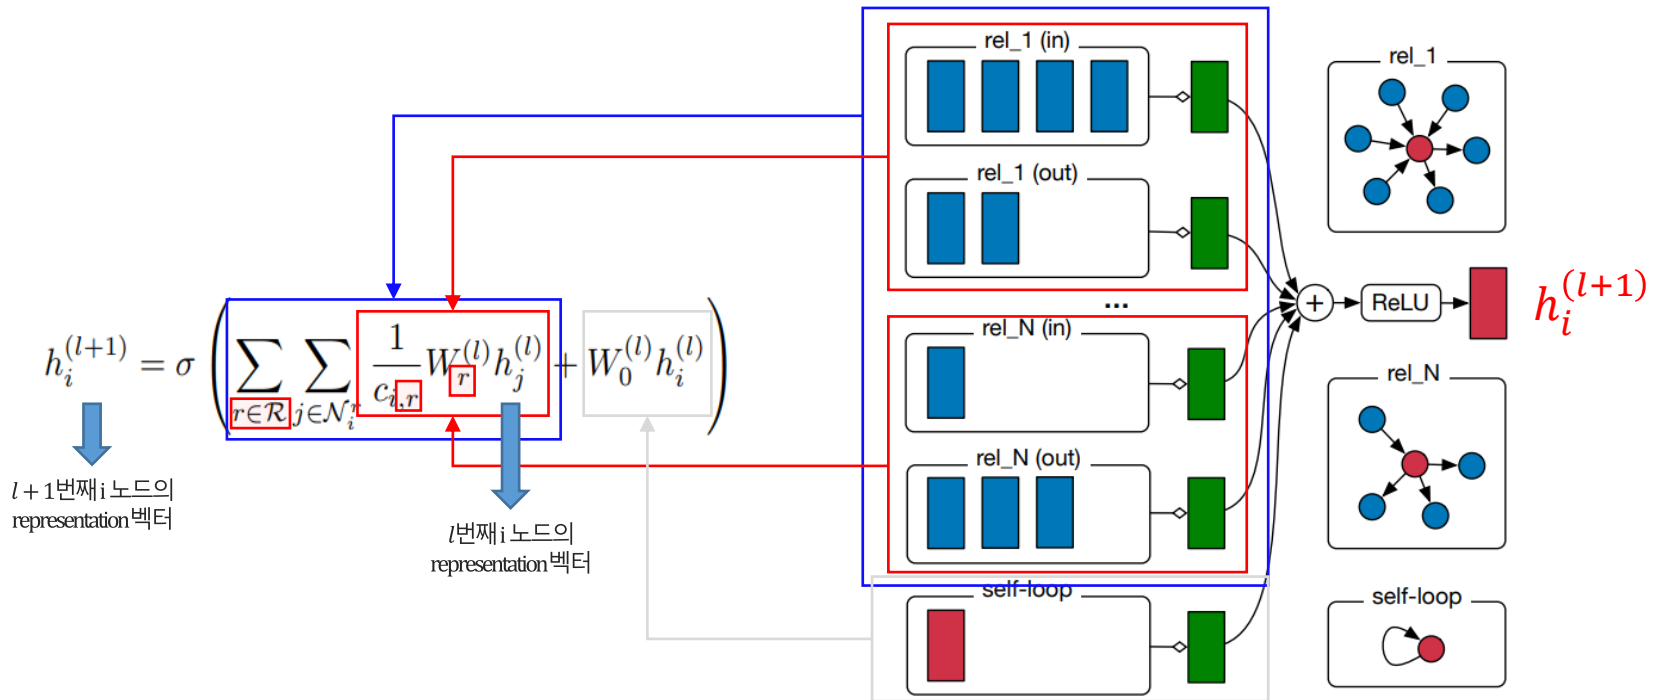 rel_1 (in)
rel_1 (out)
...
rel_N (in)
rel_N (out)
self-loop
+
ReLU
rel_1
h_i^{(l+1)}
rel_N
self-loop
h_i^{(l+1)} = σ ( ∑_{r∈ℛ} ∑_{j∈𝒩_i^r} \frac{1}{c_{i,r}} W_r^{(l)} h_j^{(l)} + W_0^{(l)} h_i^{(l)} )
l + 1번째 i 노드의
representation 벡터
l번째 i 노드의
representation 벡터